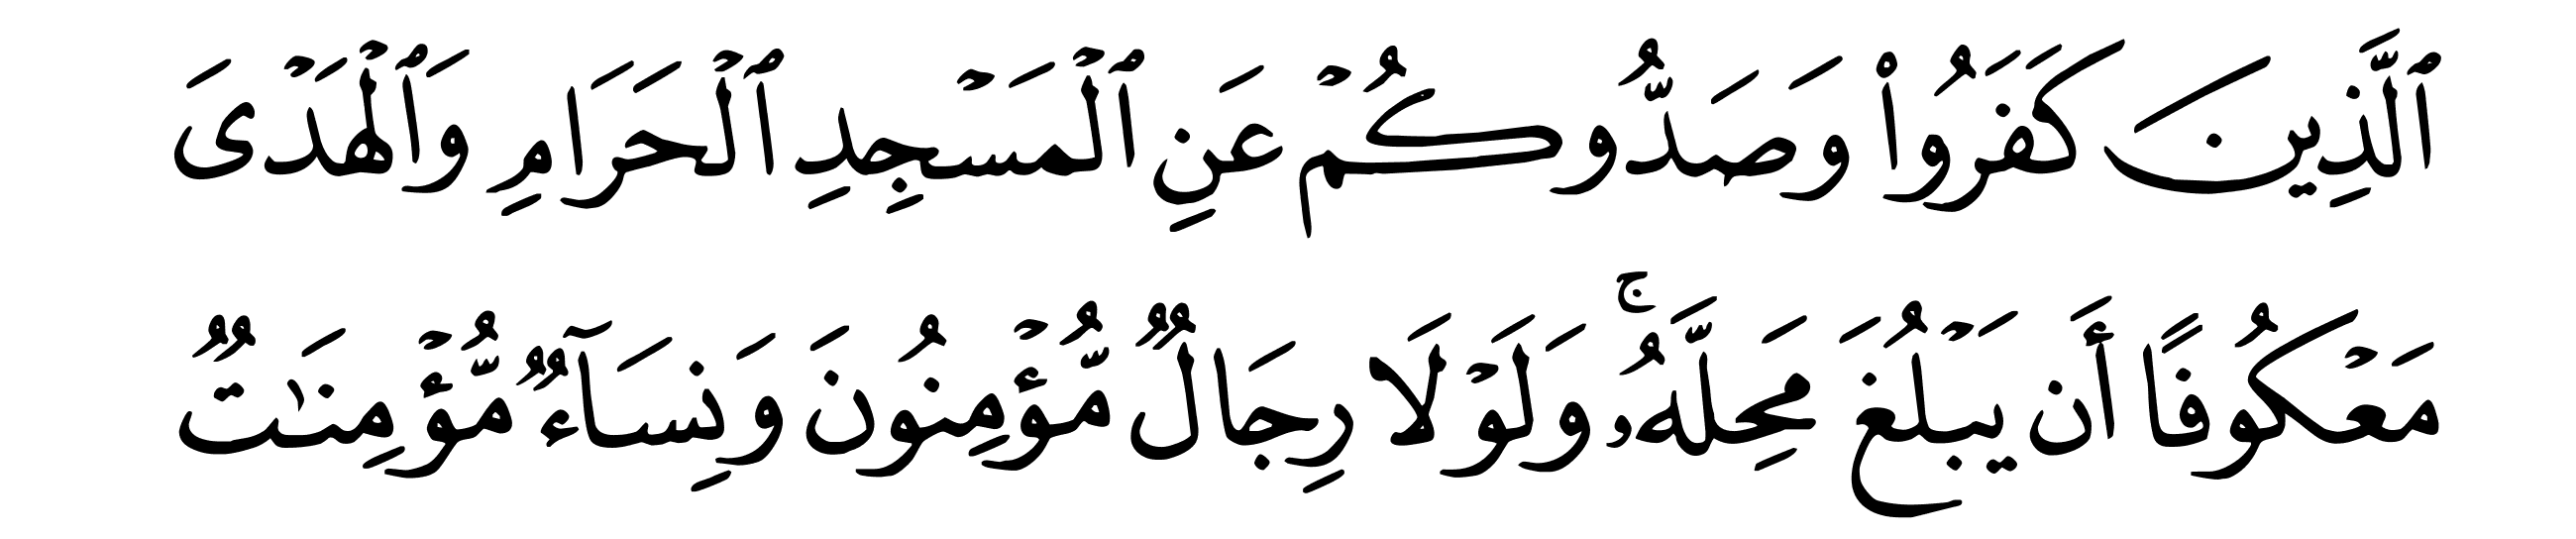 ٱلَّذِينَ كَفَرُوا۟ وَصَدُّوكُمْ عَنِ ٱلْمَسْجِدِ ٱلْحَرَامِ وَٱلْهَدْىَ
مَعْكُوفًا أَن يَبْلُغَ مَحِلَّهُۥۚ وَلَوْلَا رِجَالٌ مُّؤْمِنُونَ وَنِسَآءٌ مُّؤْمِنَـٰتٌ